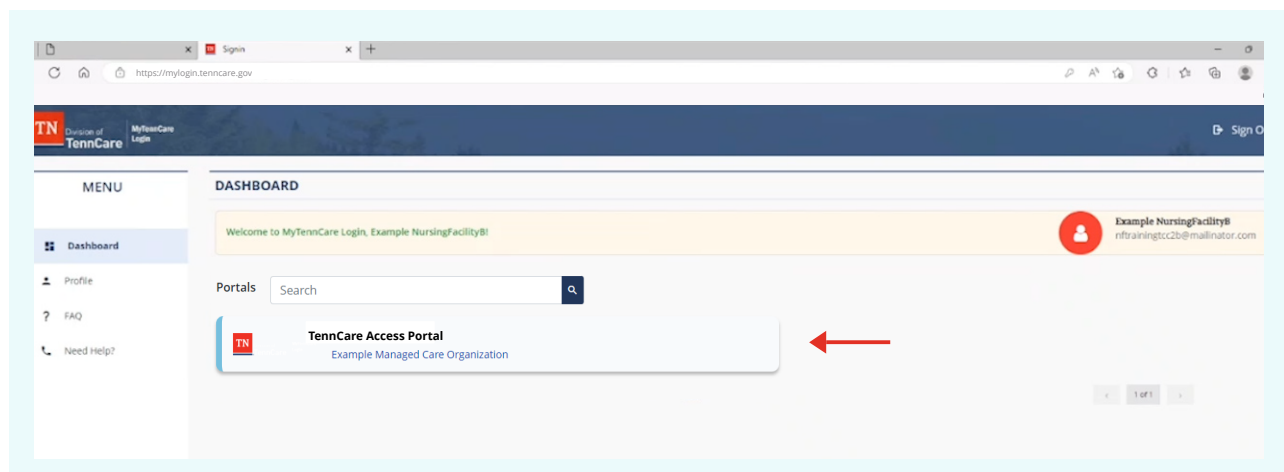 Signin
https://mylogin.tenncare.gov
TN Division of TennCare MyTennCare Login
Sign O
MENU
DASHBOARD
Welcome to MyTennCare Login, Example NursingFacilityB!
Example NursingFacilityB
nftrainingtcc2b@mailinator.com
Dashboard
Profile
? FAQ
Need Help?
Portals
Search
TN
TennCare Access Portal
Example Managed Care Organization
1 of 1